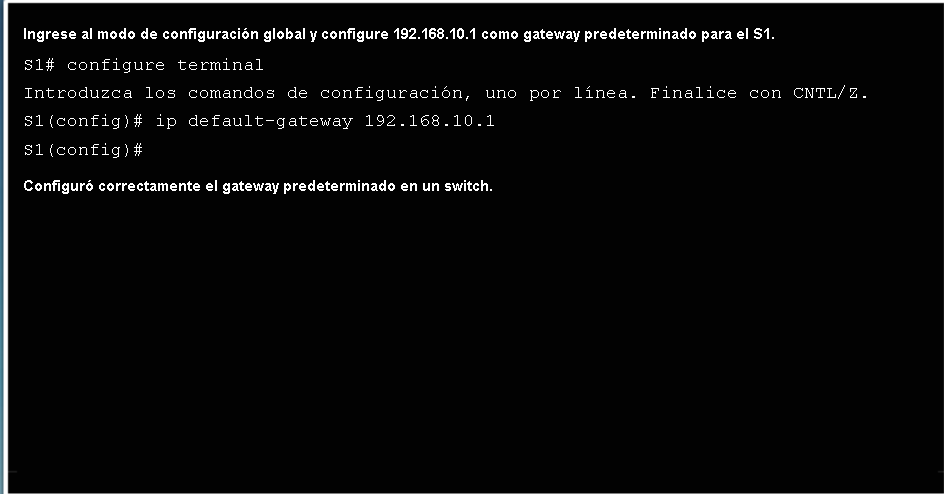 Ingrese al modo de configuración global y configure 192.168.10.1 como gateway predeterminado para el S1.
S1# configure terminal
Introduzca los comandos de configuración, uno por línea. Finalice con CNTL/Z.
S1(config)# ip default-gateway 192.168.10.1
S1(config)#
Configuró correctamente el gateway predeterminado en un switch.